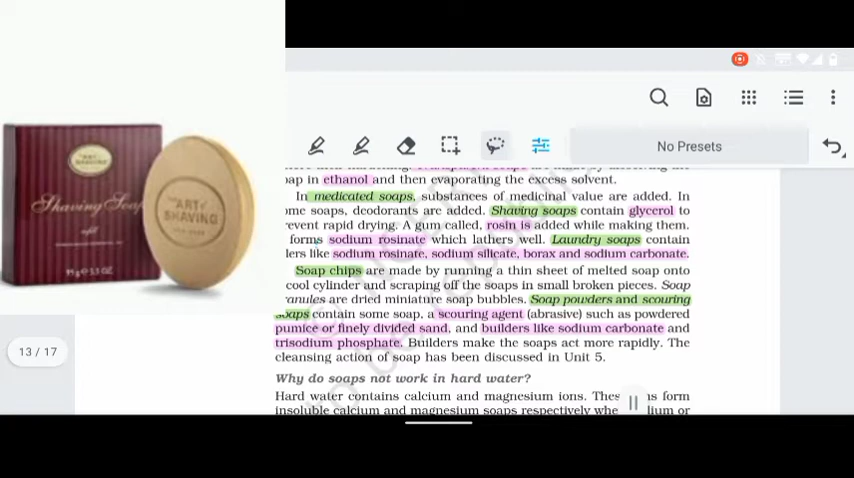 No Presets
ap in ethanol and then evaporating the excess solvent.
In medicated soaps, substances of medicinal value are added. In
me soaps, deodorants are added. Shaving soaps contain glycerol to
event rapid drying. A gum called, rosin is added while making them.
forms sodium rosinate which lathers well. Laundry soaps contain
lers like sodium rosinate, sodium silicate, borax and sodium carbonate.
Soap chips are made by running a thin sheet of melted soap onto
cool cylinder and scraping off the soaps in small broken pieces. Soap
anules are dried miniature soap bubbles. Soap powders and scouring
soaps contain some soap, a scouring agent (abrasive) such as powdered
pumice or finely divided sand, and builders like sodium carbonate and
trisodium phosphate. Builders make the soaps act more rapidly. The
cleansing action of soap has been discussed in Unit 5.
Why do soaps not work in hard water?
Hard water contains calcium and magnesium ions. These ns form
insoluble calcium and magnesium soaps respectively whe lium or
13 / 17
Shaving Soap
refill
THE ART of
SHAVING